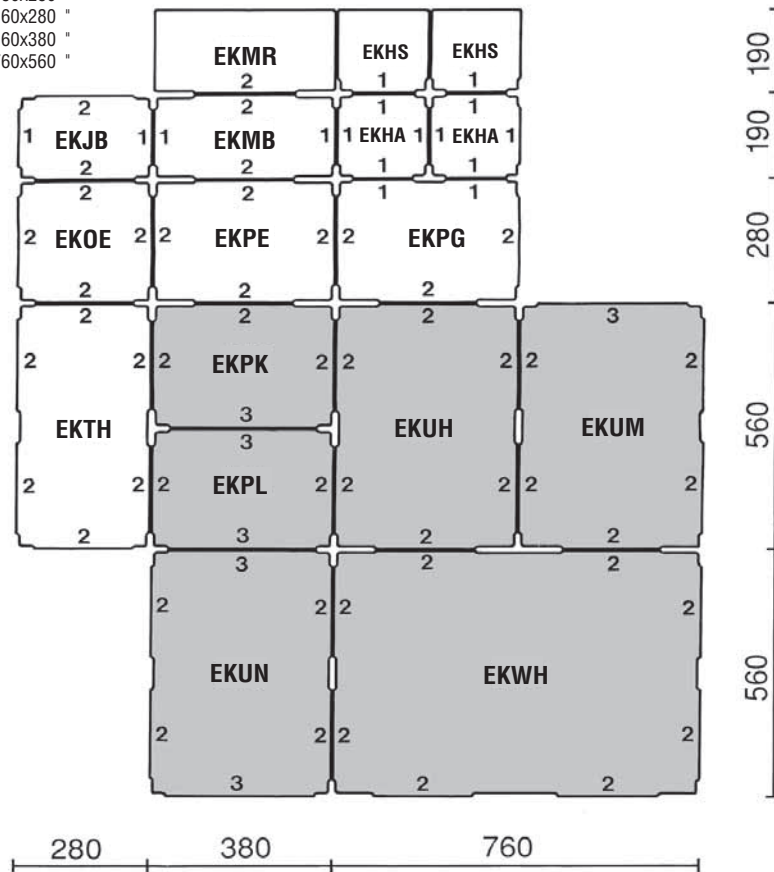 60x280 "
60x380 "
760x560 "
EKMR EKHS EKHS 190
2 1 1
2 2 1 1
1 EKJB 1 1 EKMB 1 1 EKHA 1 1 EKHA 1 190
2 2 1 1
2 2 1 1
2 EKOE 2 2 EKPE 2 2 EKPG 2 280
2 2 2
2 2 2 3
2 2 2 EKPK 2 2 2 2 2
3
EKTH EKUH EKUM 560
3
2 2 2 EKPL 2 2 2 2 2
2 3 2 2
3 2 2
2 2 2 2
EKUN EKWH 560
2 2 2 2
3 2 2
280 380 760